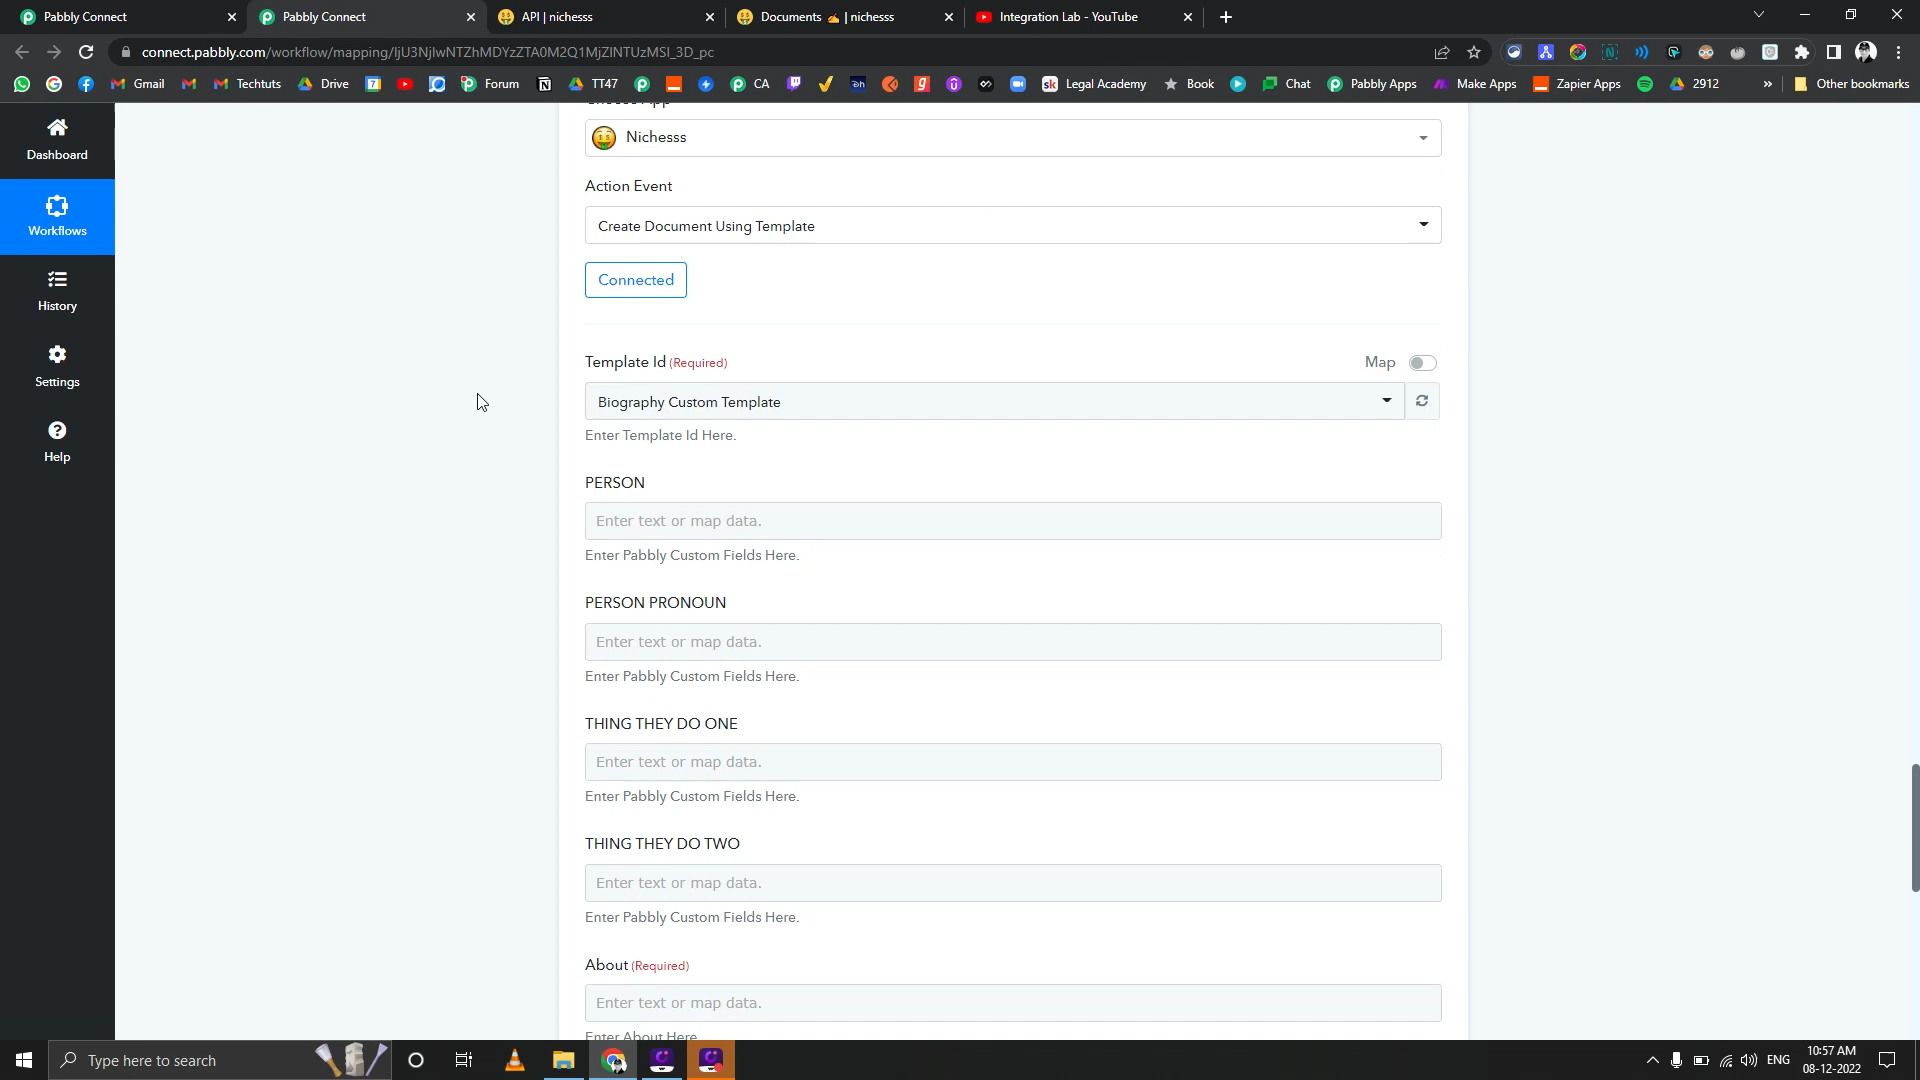 Pabbly Connect
Pabbly Connect
API | nichesss
Documents ✍ | nichesss
Integration Lab - YouTube
connect.pabbly.com/workflow/mapping/IjU3NjIwNTZhMDYzZTA0M2Q1MjZlNTUzMSI_3D_pc
Gmail
Techtuts
Drive
Forum
TT47
CA
Legal Academy
Book
Chat
Pabbly Apps
Make Apps
Zapier Apps
2912
»
Other bookmarks
Dashboard
Workflows
History
Settings
Help
Choose App
Nichesss
Action Event
Create Document Using Template
Connected
Template Id (Required)
Map
Biography Custom Template
Enter Template Id Here.
PERSON
Enter text or map data.
Enter Pabbly Custom Fields Here.
PERSON PRONOUN
Enter text or map data.
Enter Pabbly Custom Fields Here.
THING THEY DO ONE
Enter text or map data.
Enter Pabbly Custom Fields Here.
THING THEY DO TWO
Enter text or map data.
Enter Pabbly Custom Fields Here.
About (Required)
Enter text or map data.
Enter About Here.
Type here to search
ENG
10:57 AM
08-12-2022